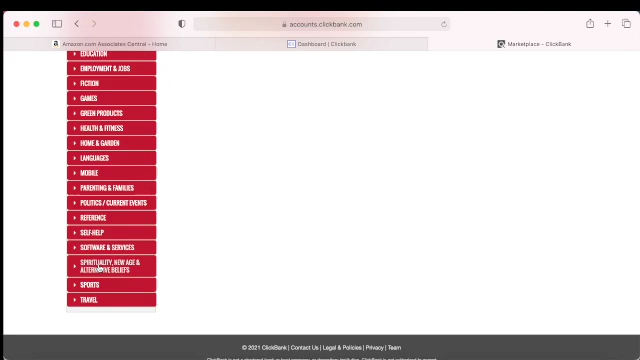 accounts.clickbank.com
Amazon.com Associates Central - Home
Dashboard | Clickbank
Marketplace - ClickBank
EDUCATION
EMPLOYMENT & JOBS
FICTION
GAMES
GREEN PRODUCTS
HEALTH & FITNESS
HOME & GARDEN
LANGUAGES
MOBILE
PARENTING & FAMILIES
POLITICS / CURRENT EVENTS
REFERENCE
SELF-HELP
SOFTWARE & SERVICES
SPIRITUALITY, NEW AGE &
ALTERNATIVE BELIEFS
SPORTS
TRAVEL
© 2021 ClickBank | Contact Us | Legal & Policies | Privacy | Team